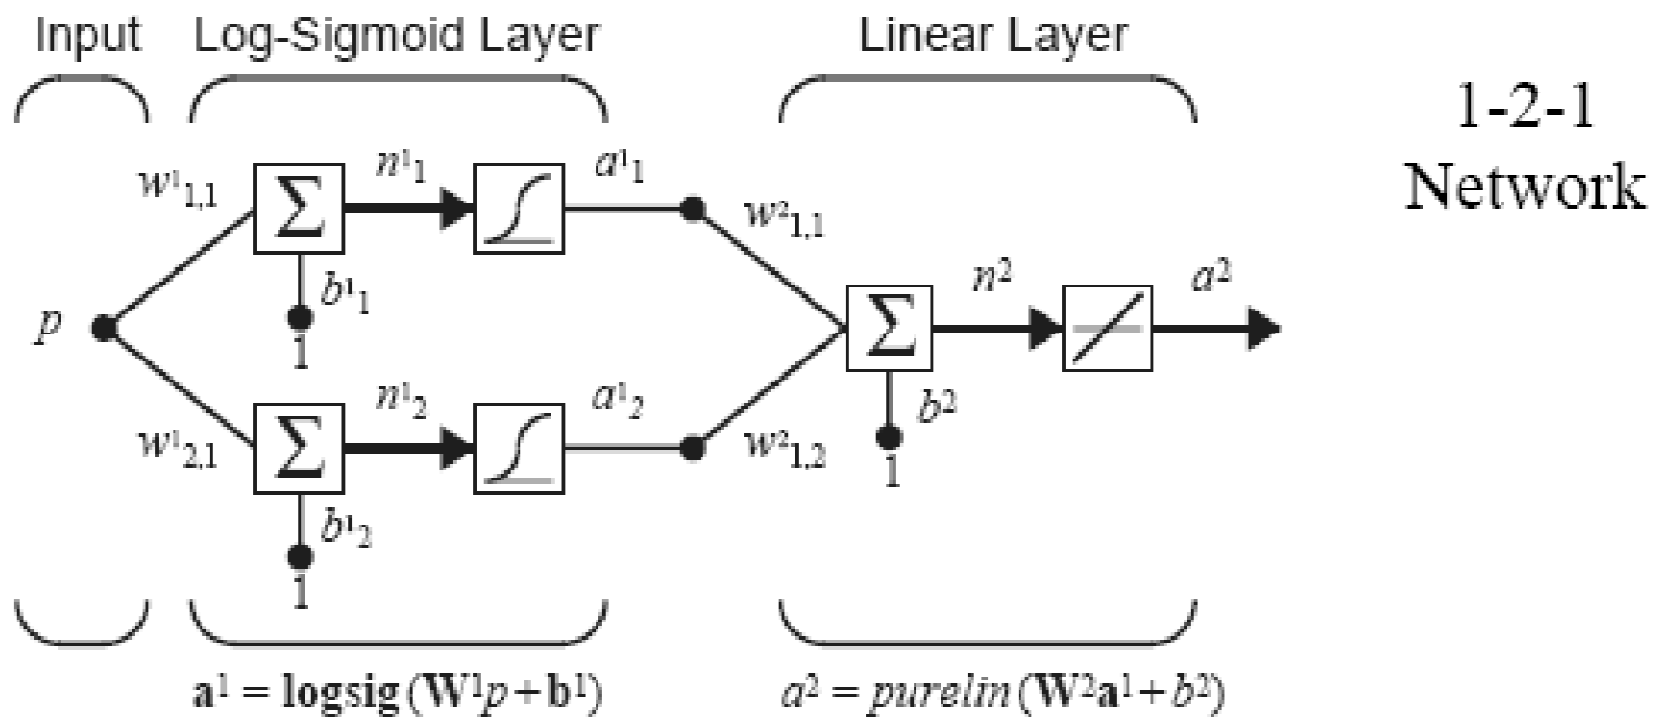 Input Log-Sigmoid Layer Linear Layer
1-2-1
Network
w¹1,1 Σ n¹1 a¹1 w²1,1
b¹1
1
p
Σ n² a²
b²
1
w¹2,1 Σ n¹2 a¹2 w²1,2
b¹2
1
a¹ = logsig (W¹p + b¹) a² = purelin (W²a¹ + b²)